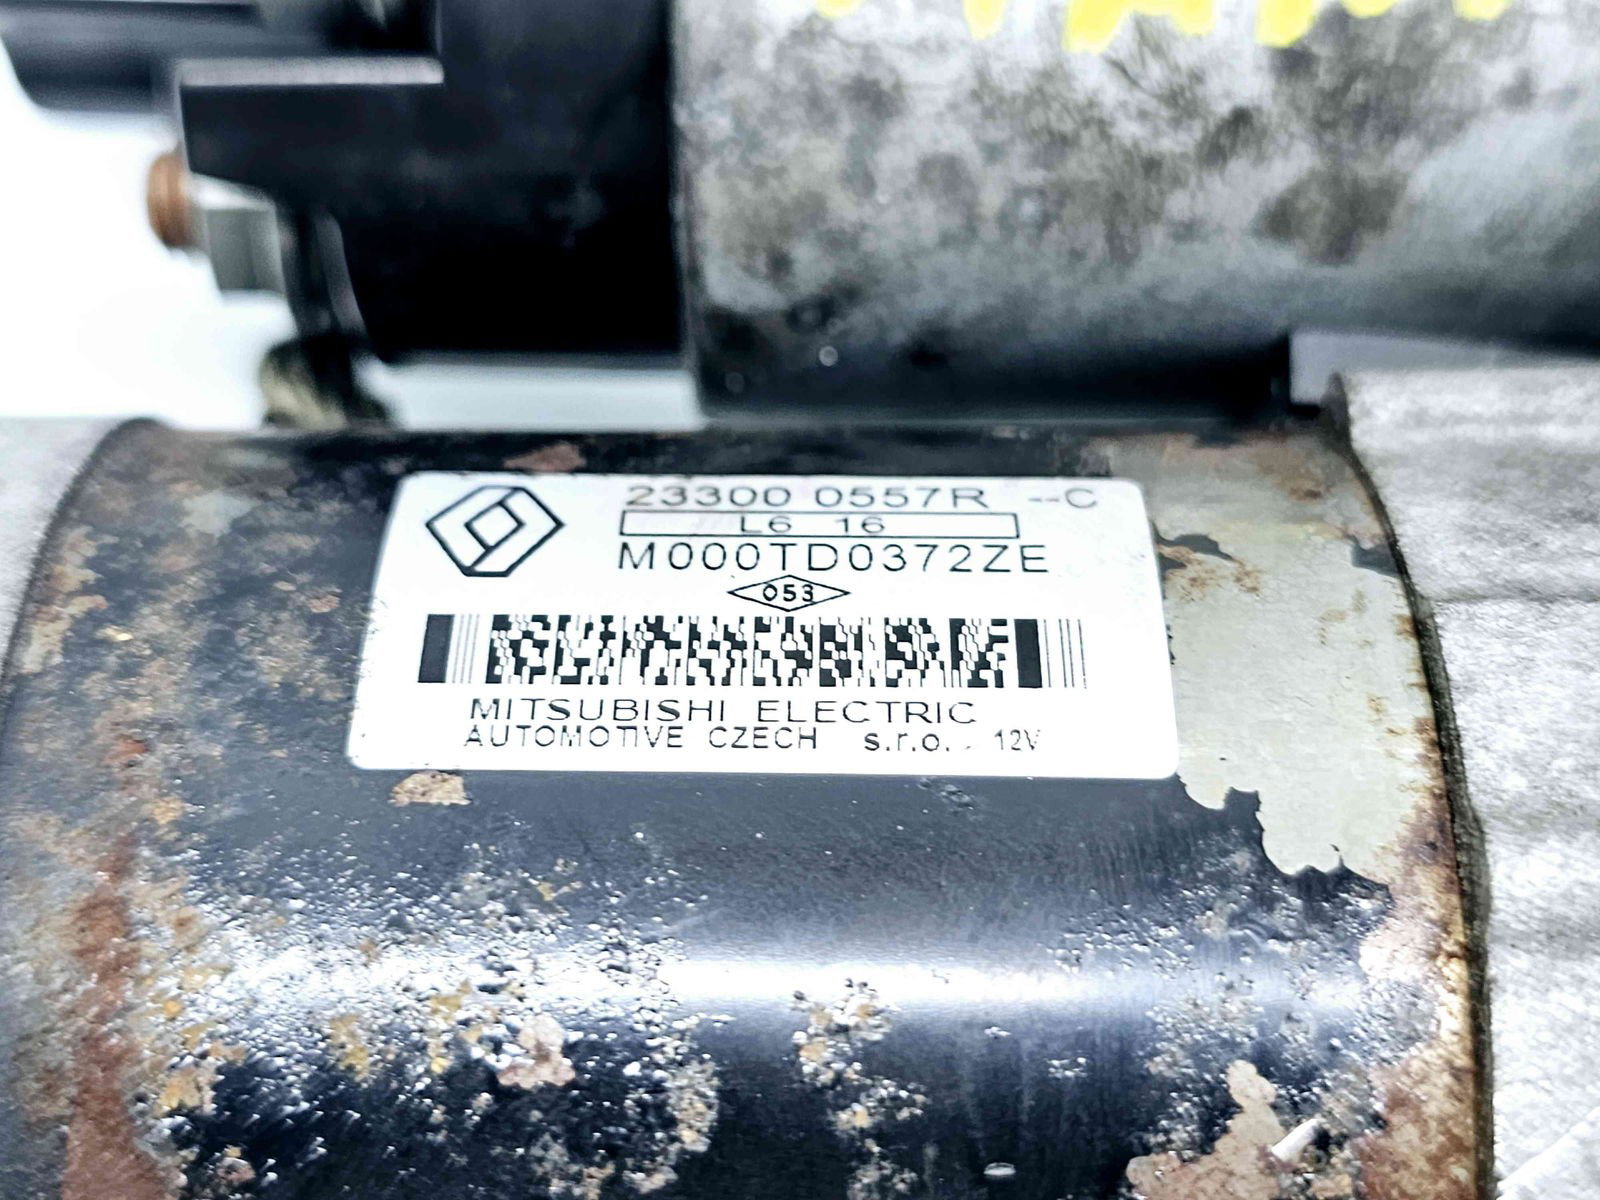 23300 0557R --C
L6 16
M000TD0372ZE
053
MITSUBISHI ELECTRIC
AUTOMOTIVE CZECH s.r.o. 12V